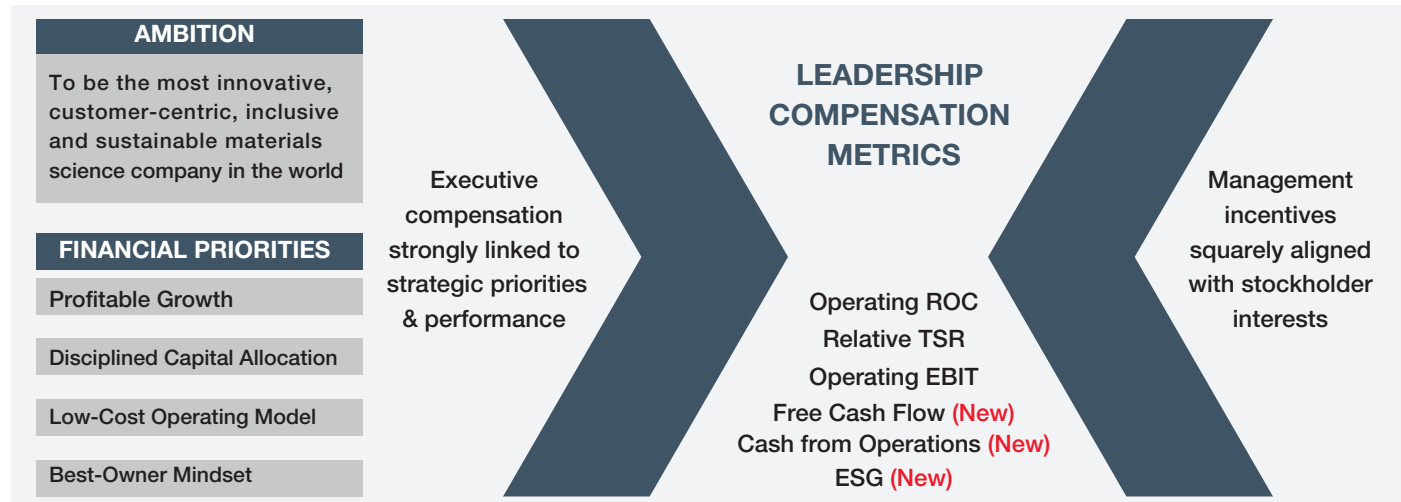 AMBITION
To be the most innovative,
customer-centric, inclusive
and sustainable materials
science company in the world
FINANCIAL PRIORITIES
Profitable Growth
Disciplined Capital Allocation
Low-Cost Operating Model
Best-Owner Mindset
Executive
compensation
strongly linked to
strategic priorities
& performance
LEADERSHIP
COMPENSATION
METRICS
Operating ROC
Relative TSR
Operating EBIT
Free Cash Flow (New)
Cash from Operations (New)
ESG (New)
Management
incentives
squarely aligned
with stockholder
interests